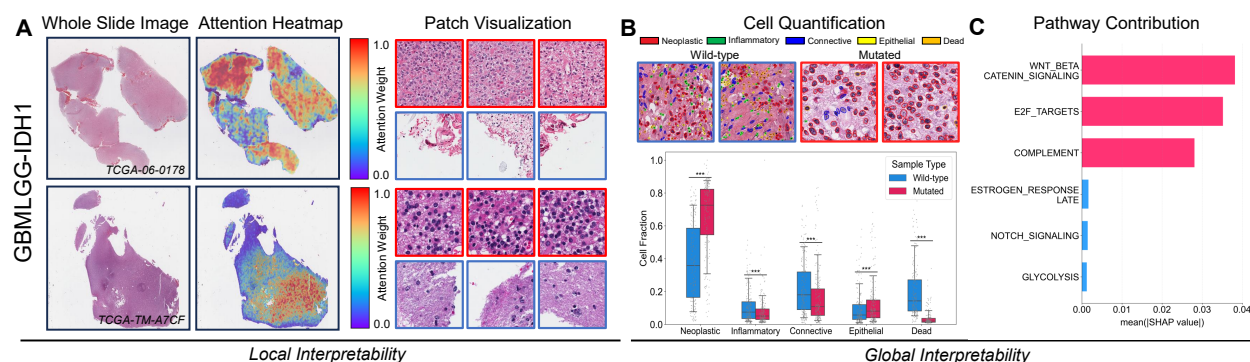 A
Whole Slide Image
Attention Heatmap
Patch Visualization
GBMLGG-IDH1
TCGA-06-0178
1.0
Attention Weight
0.0
TCGA-TM-A7CF
1.0
Attention Weight
0.0
Local Interpretability
B
Cell Quantification
Neoplastic
Inflammatory
Connective
Epithelial
Dead
Wild-type
Mutated
Cell Fraction
1.0
0.8
0.6
0.4
0.2
0.0
Sample Type
Wild-type
Mutated
***
***
***
***
***
Neoplastic
Inflammatory
Connective
Epithelial
Dead
C
Pathway Contribution
WNT_BETA
CATENIN_SIGNALING
E2F_TARGETS
COMPLEMENT
ESTROGEN_RESPONSE
LATE
NOTCH_SIGNALING
GLYCOLYSIS
0.00
0.01
0.02
0.03
0.04
mean(|SHAP value|)
Global Interpretability